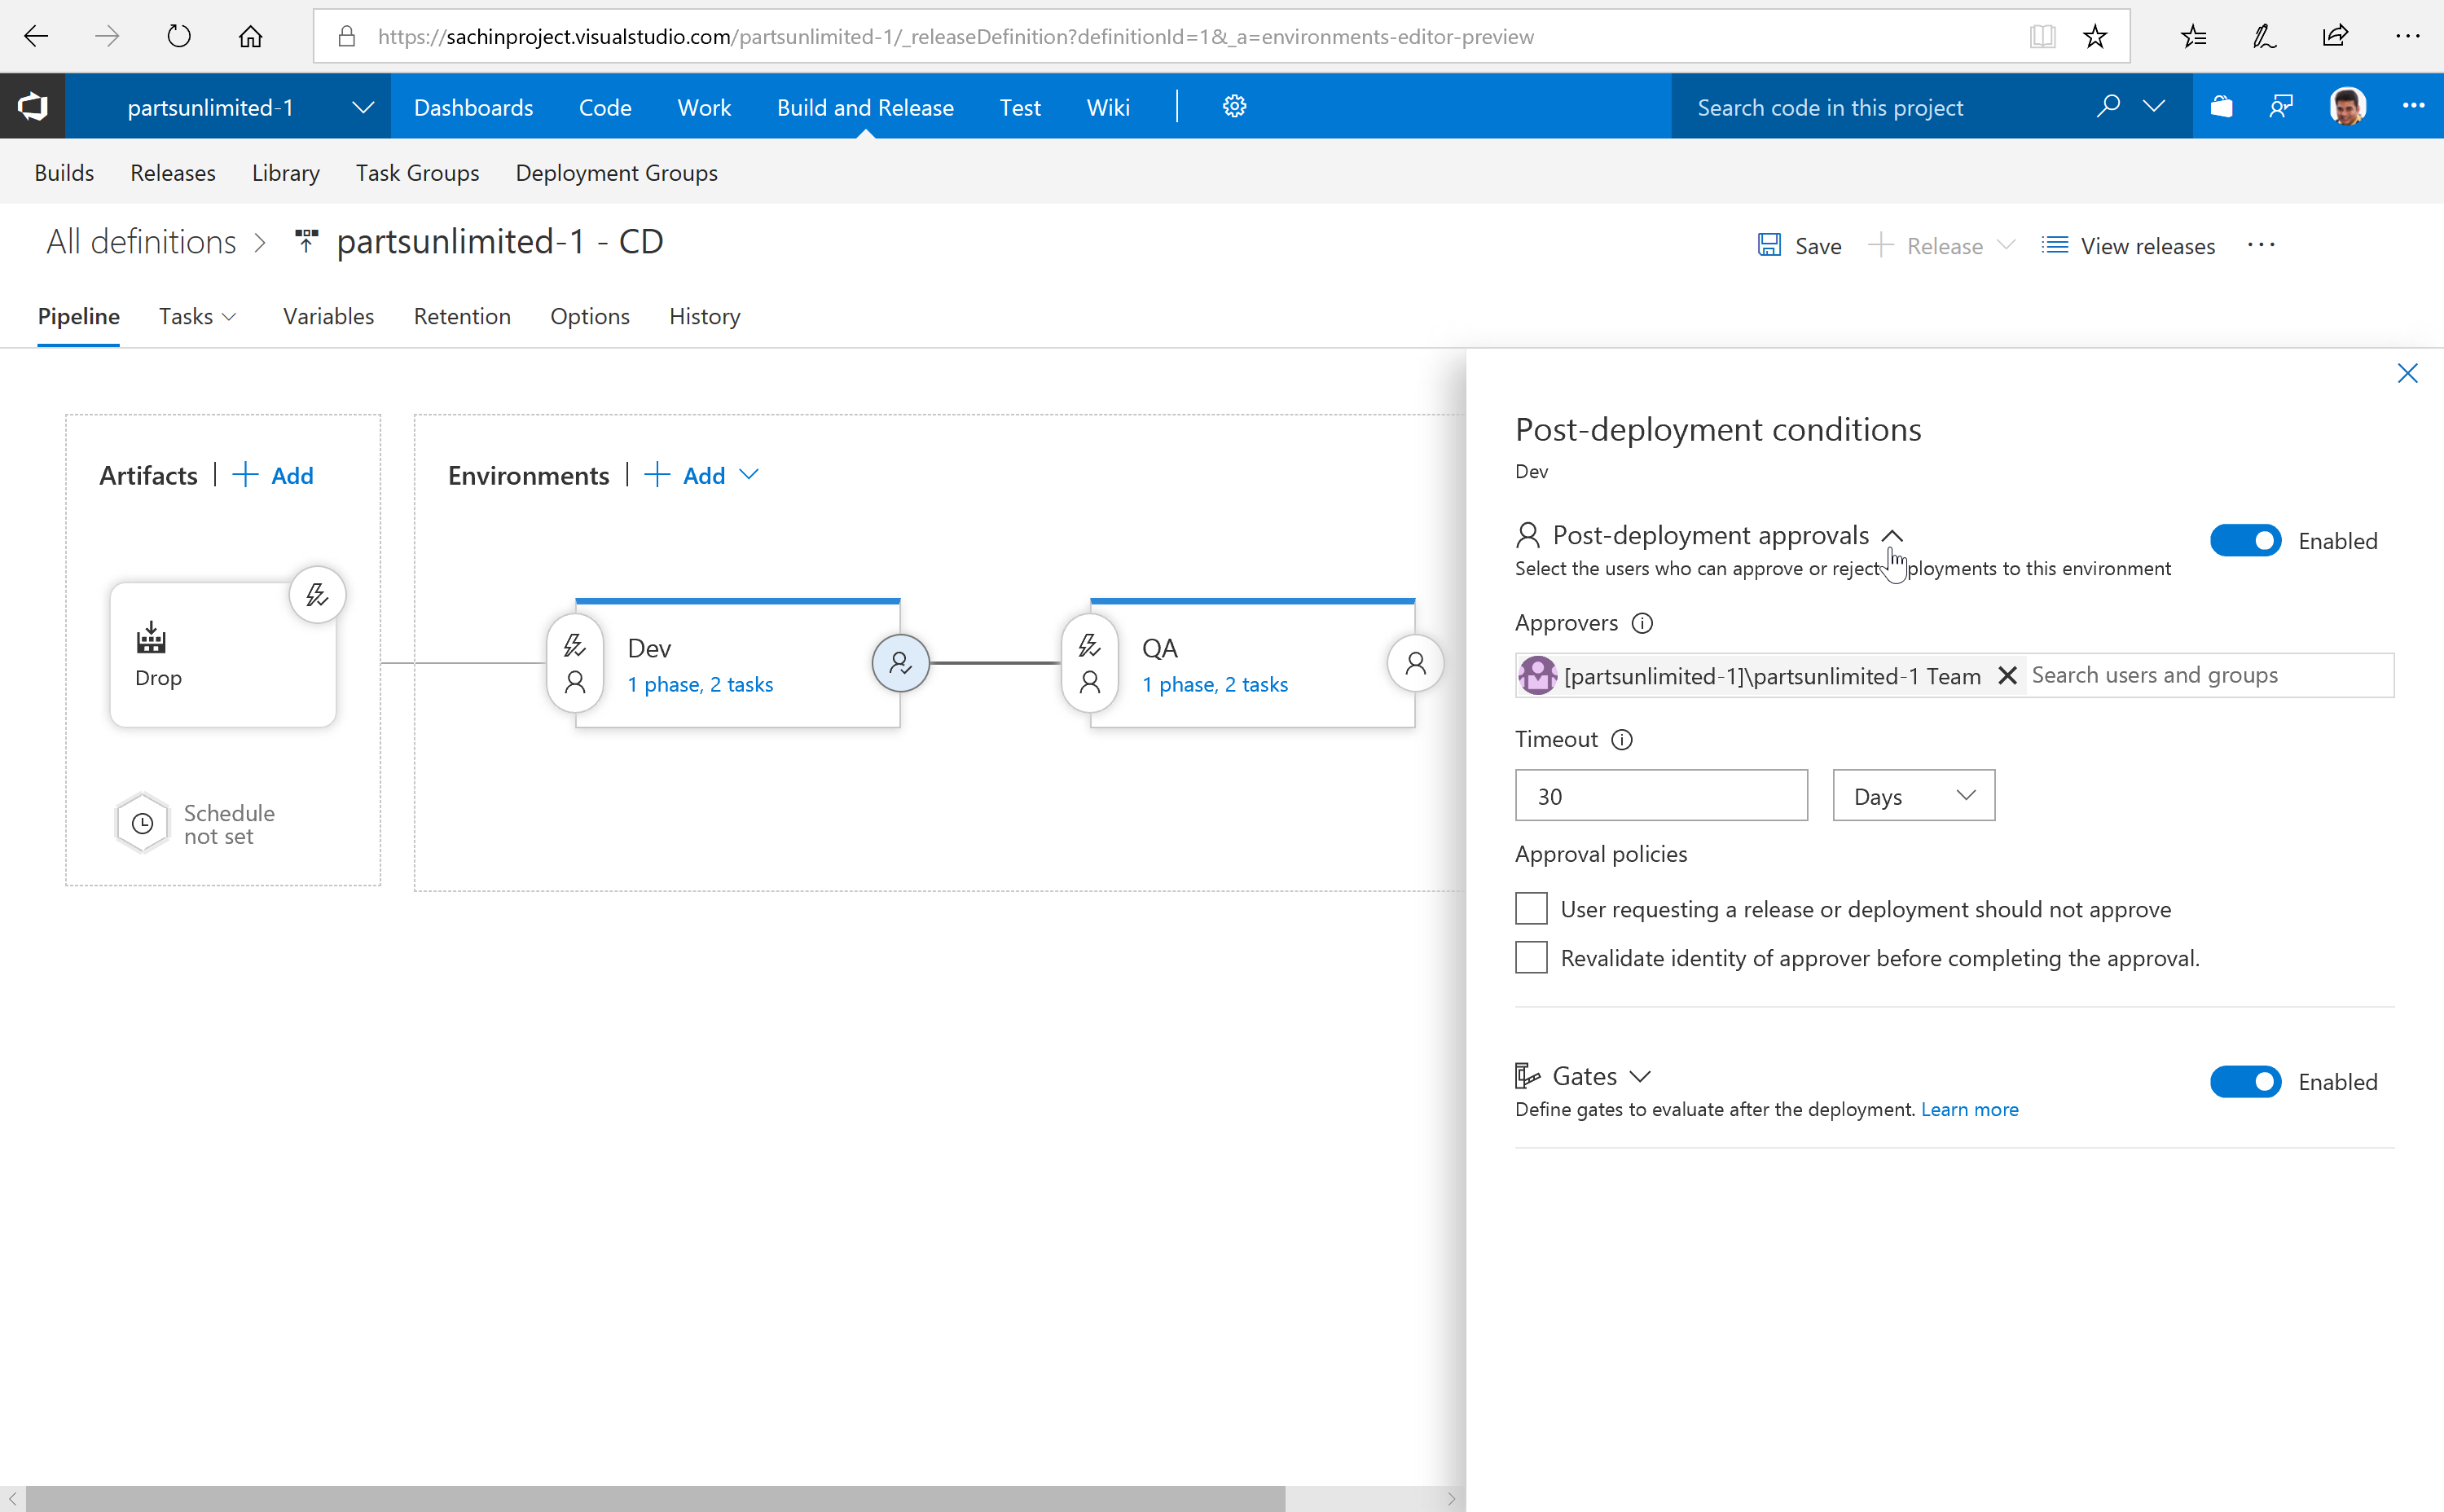 https://sachinproject.visualstudio.com/partsunlimited-1/_releaseDefinition?definitionId=1&_a=environments-editor-preview
partsunlimited-1 Dashboards Code Work Build and Release Test Wiki Search code in this project
Builds Releases Library Task Groups Deployment Groups
All definitions > partsunlimited-1 - CD
Save + Release View releases ...
Pipeline Tasks Variables Retention Options History
Artifacts | + Add
Drop
Schedule
not set
Environments | + Add
Dev
1 phase, 2 tasks
QA
1 phase, 2 tasks
Post-deployment conditions
Dev
Post-deployment approvals
Enabled
Select the users who can approve or reject ployments to this environment
Approvers
[partsunlimited-1]\partsunlimited-1 Team Search users and groups
Timeout
30 Days
Approval policies
User requesting a release or deployment should not approve
Revalidate identity of approver before completing the approval.
Gates
Enabled
Define gates to evaluate after the deployment. Learn more